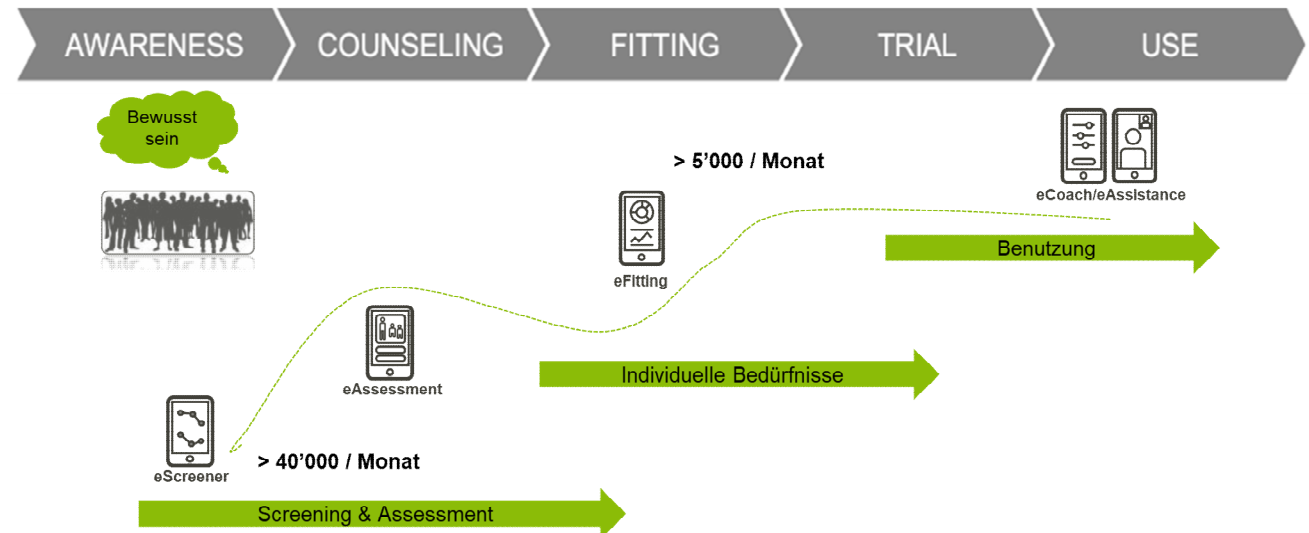 AWARENESS
COUNSELING
FITTING
TRIAL
USE
Bewusst
sein
> 5’000 / Monat
eCoach/eAssistance
Benutzung
eFitting
Individuelle Bedürfnisse
eAssessment
> 40’000 / Monat
eScreener
Screening & Assessment